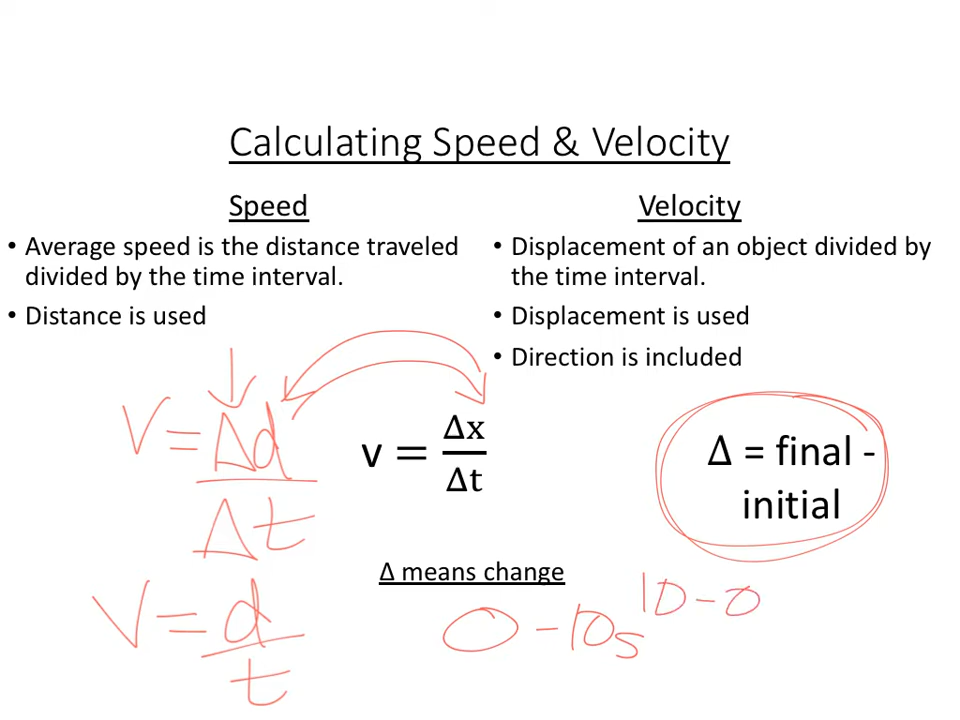 Calculating Speed & Velocity
Speed
• Average speed is the distance traveled
divided by the time interval.
• Distance is used
Velocity
• Displacement of an object divided by
the time interval.
• Displacement is used
• Direction is included
V = Δd
Δt
v = Δx
Δt
Δ = final -
initial
Δ means change
V = d
t
0 - 10s
10 - 0